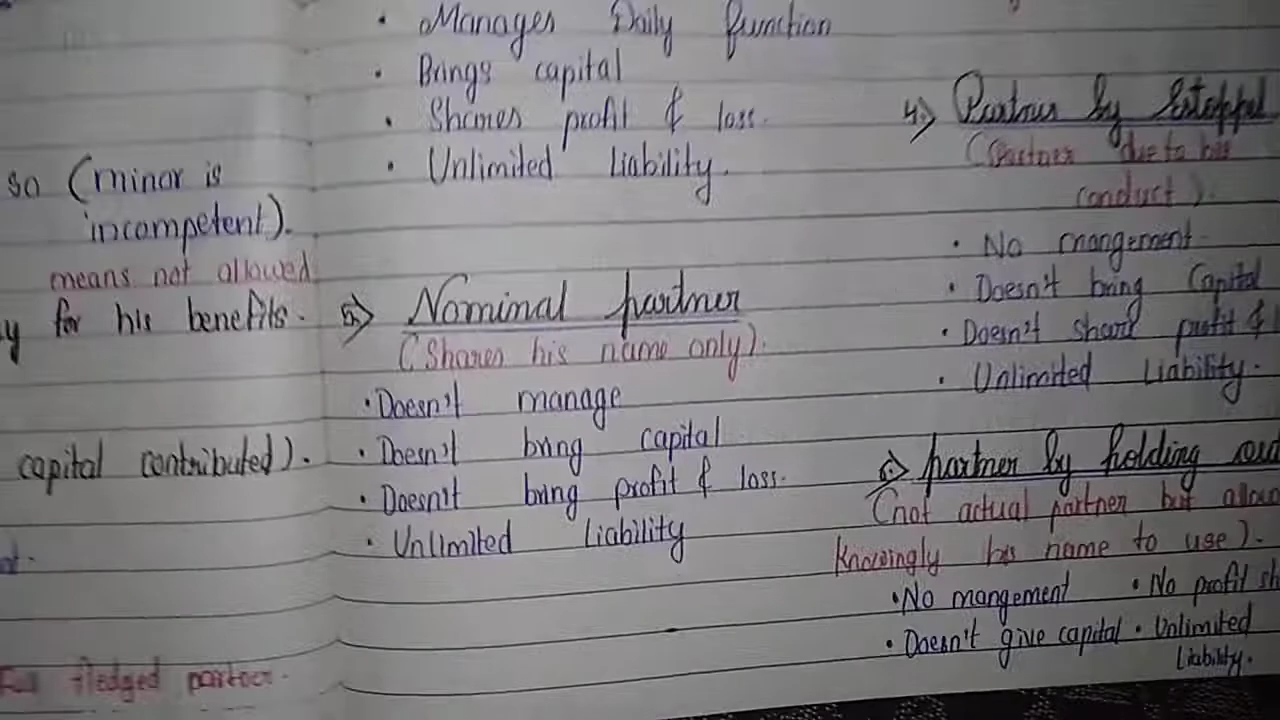 • Manages Daily function
• Brings capital
• Shares profit & loss.
• Unlimited liability.
so (minor is
incompetent).
means not allowed
y for his benefits.
capital contributed).
fledged partner.
5.⇒ Nominal partner
(Shares his name only).
• Doesn't manage
• Doesn't bring capital
• Doesn't bring profit & loss.
• Unlimited liability
4.⇒ Partner by Estoppel
(Partner due to his
conduct).
• No mangement.
• Doesn't bring Capital
• Doesn't share profit &
• Unlimited Liability.
6.⇒ partner by holding
(not actual partner but allow
knowingly his name to use).
• No mangement • No profit sh
• Doesn't give capital • Unlimited
Liability.